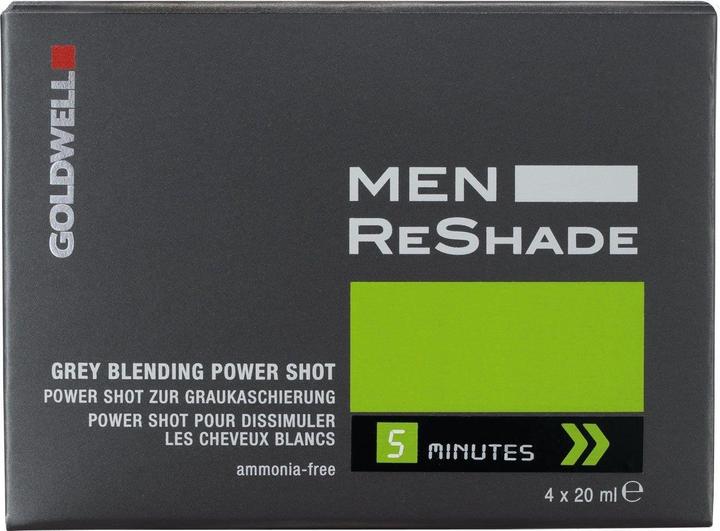 GOLDWELL
MEN
RESHADE
GREY BLENDING POWER SHOT
POWER SHOT ZUR GRAUKASCHIERUNG
POWER SHOT POUR DISSIMULER
LES CHEVEUX BLANCS
ammonia-free
5 MINUTES
4 x 20 ml ℮